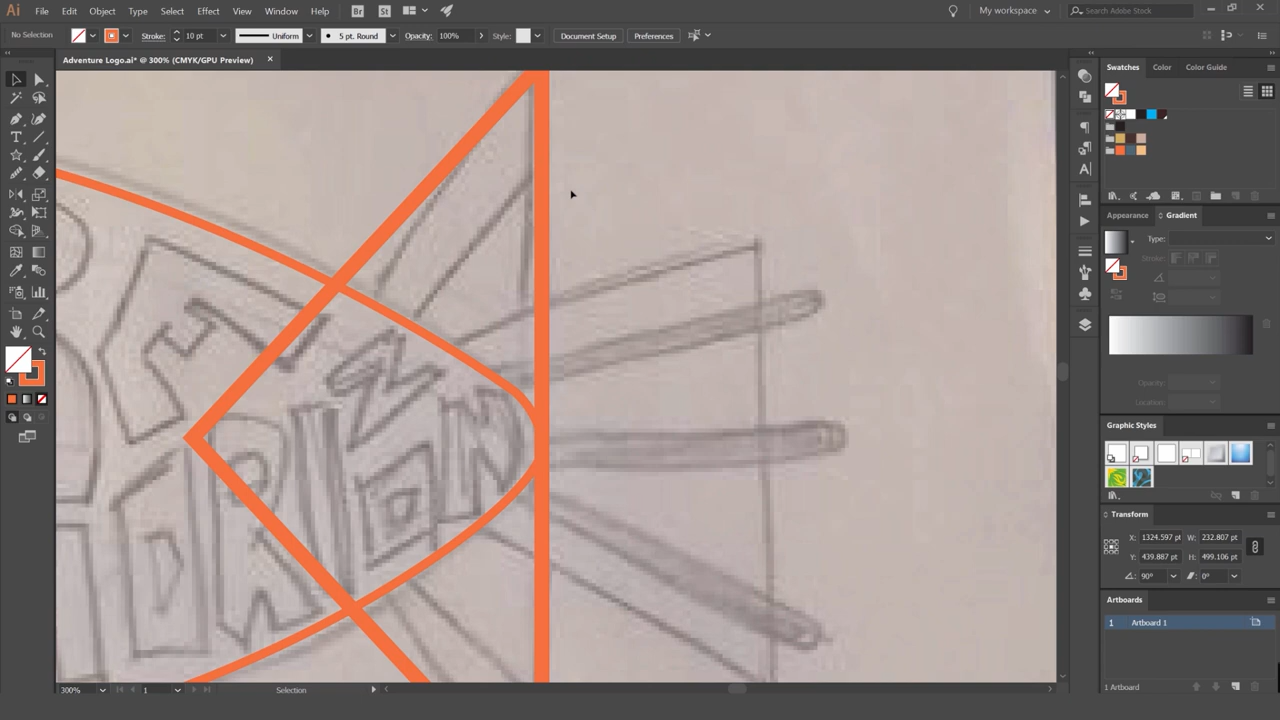 Ai File Edit Object Type Select Effect View Window Help Br St My workspace Search Adobe Stock
No Selection Stroke: 10 pt Uniform 5 pt. Round Opacity: 100% Style: Document Setup Preferences
Adventure Logo.ai* @ 300% (CMYK/GPU Preview)
Swatches Color Color Guide
Appearance Gradient
Type:
Stroke:
Opacity:
Location:
Graphic Styles
Transform
X: 1324.597 pt W: 232.807 pt
Y: 439.887 pt H: 499.106 pt
90° 0°
Artboards
1 Artboard 1
300% 1 Selection 1 Artboard